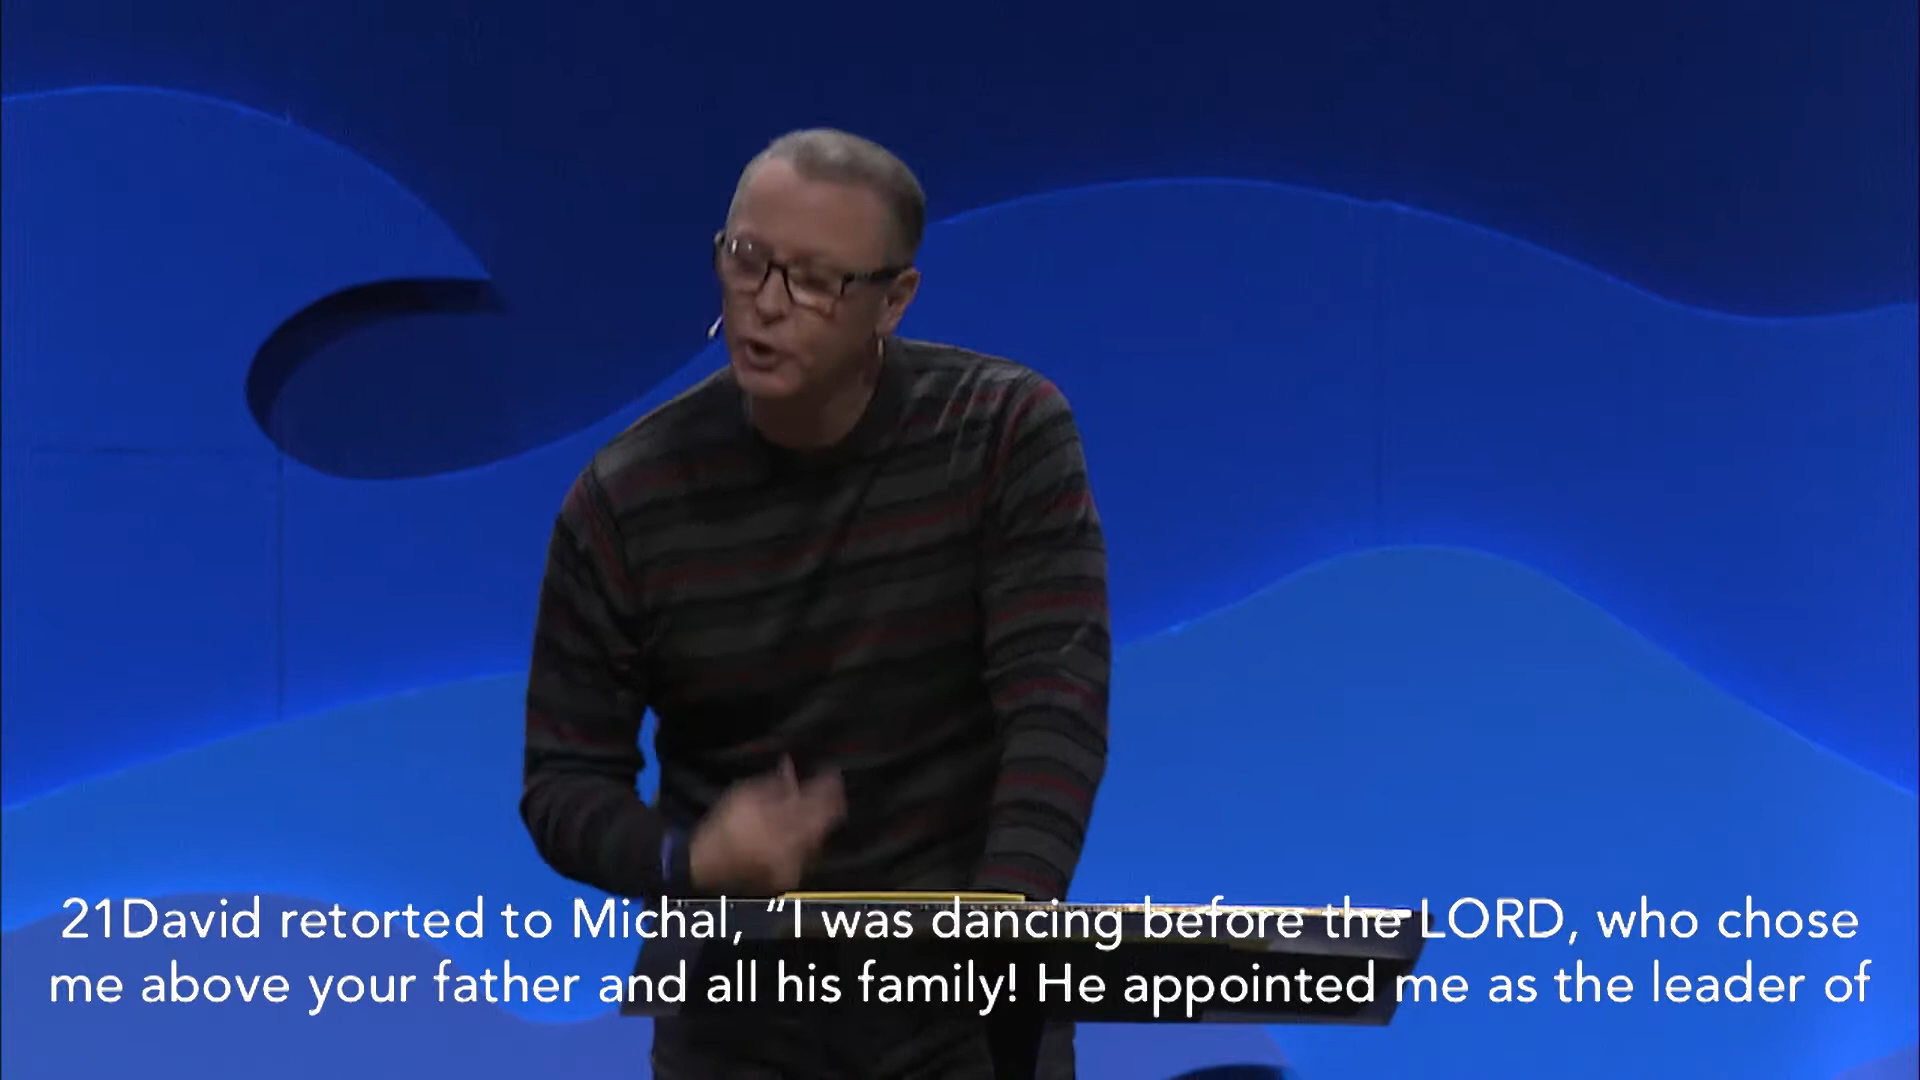 21David retorted to Michal, “I was dancing before the LORD, who chose
me above your father and all his family! He appointed me as the leader of